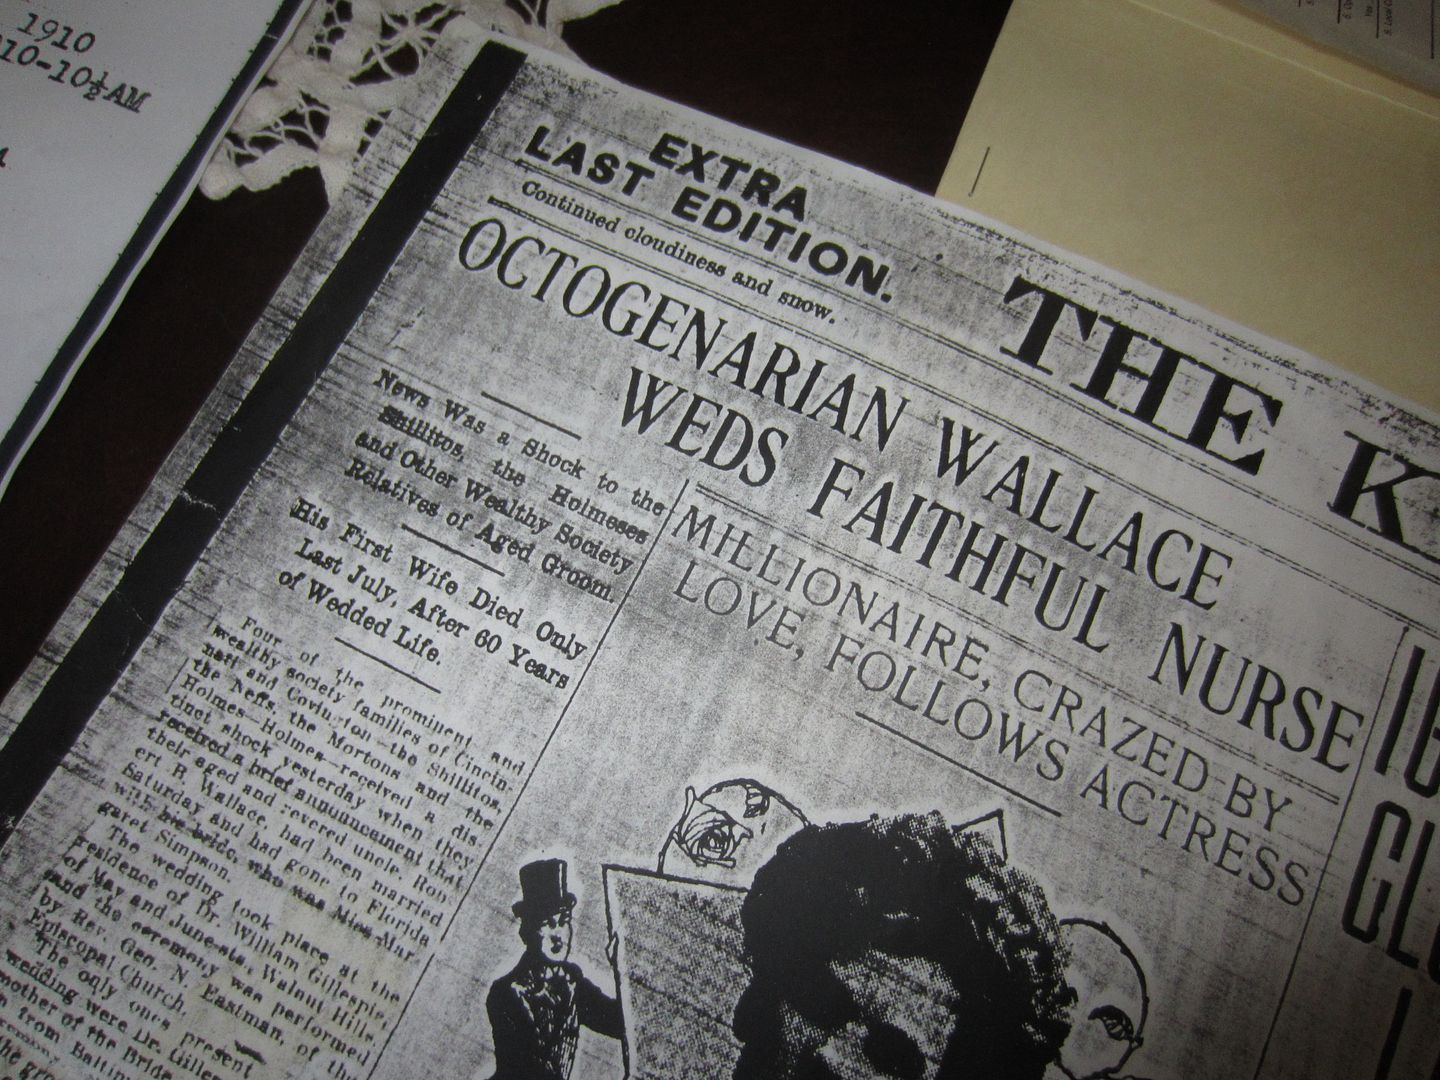 1910
10-10½AM
EXTRA
LAST EDITION.
Continued cloudiness and snow.
THE K
OCTOGENARIAN WALLACE
WEDS FAITHFUL NURSE
News Was a Shock to the
Shillitos, the Holmeses
and Other Wealthy Society
Relatives of Aged Groom.
His First Wife Died Only
Last July, After 60 Years
of Wedded Life.
Four of the prominent and
wealthy society families of Cincin-
nati and Covington—the Shillitos,
the Neffs, the Mortons and the
Holmes—Holmes—received a dis-
tinct shock yesterday when they
received a brief announcement that
their aged and revered uncle, Rob-
ert B. Wallace, had been married
Saturday, and had gone to Florida
with his bride, who was Miss Mar-
garet Simpson.
The wedding took place at the
residence of Dr. William Gillespie,
of May and June-sts., Walnut Hills,
and the ceremony was performed
by Rev. Geo. N. Eastman, of the
Episcopal Church.
The only ones present
wedding were Dr. Gilles
mother of the Bride
from Baltim
MILLIONAIRE, CRAZED BY
LOVE, FOLLOWS ACTRESS